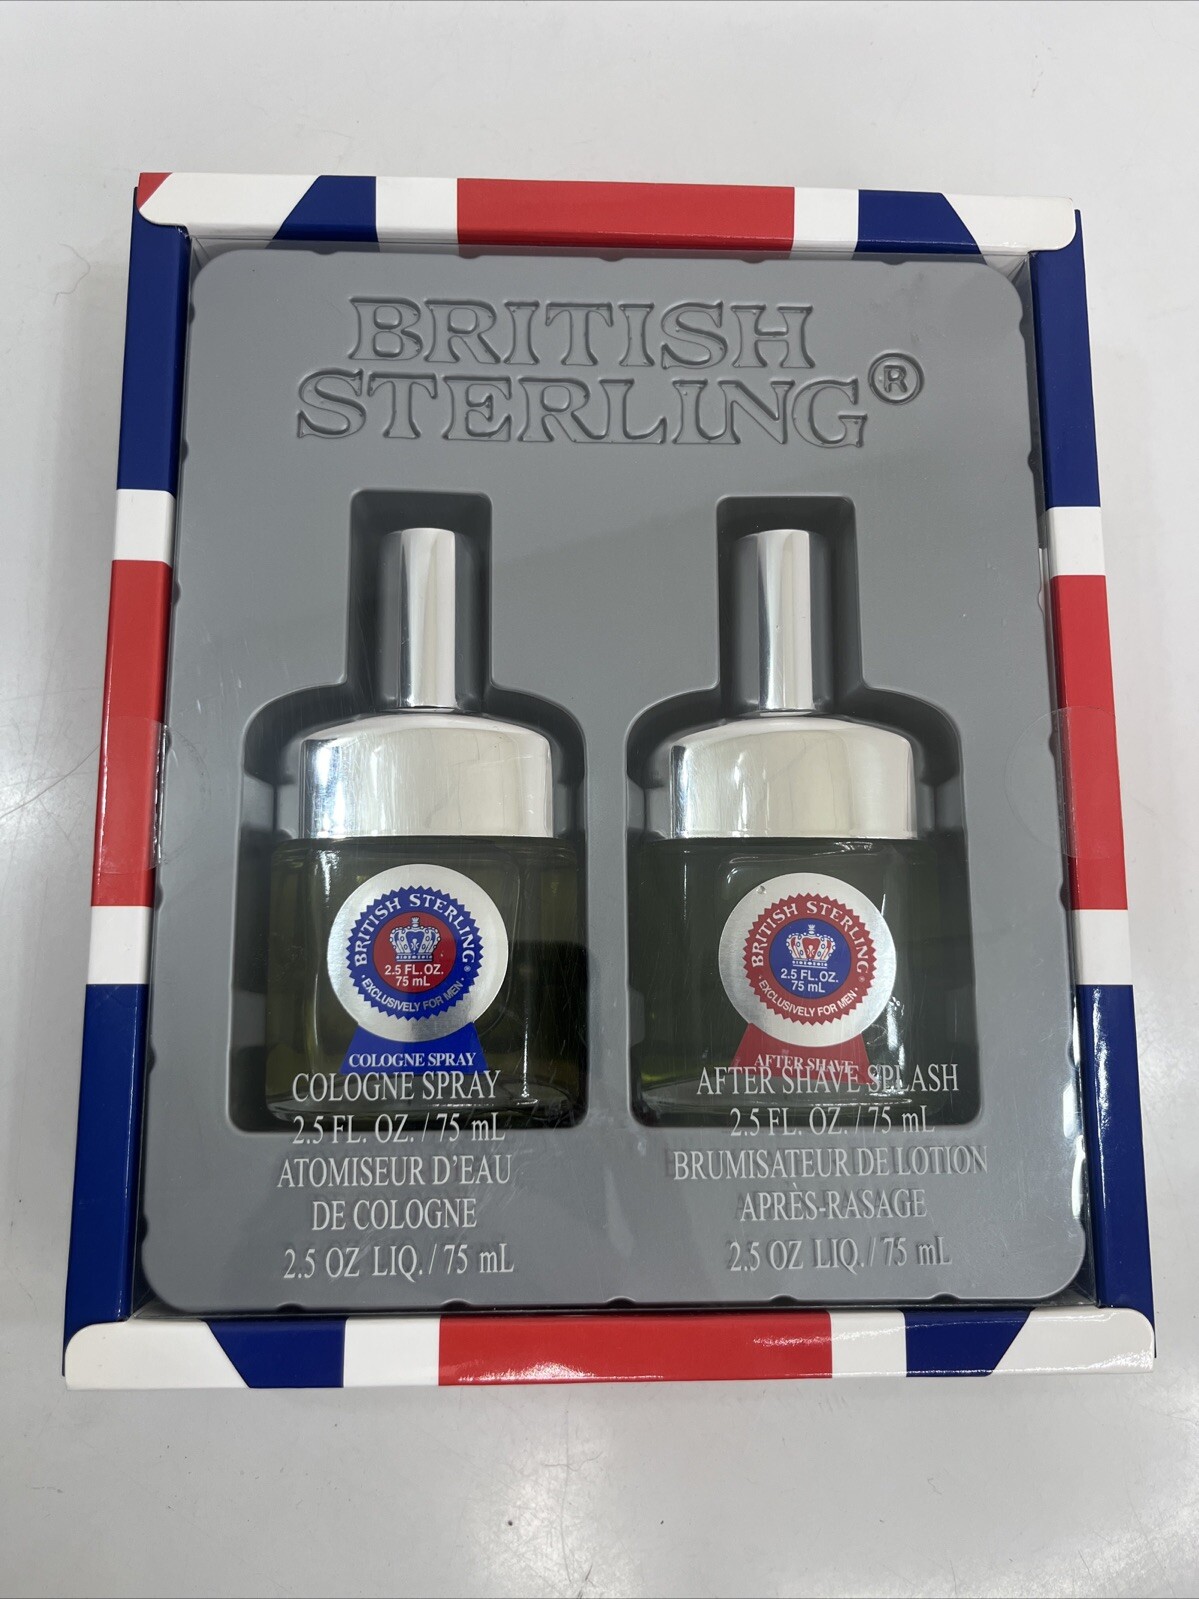 BRITISH
STERLING®
BRITISH STERLING®
2.5 FL. OZ.
75 mL
·EXCLUSIVELY FOR MEN·
COLOGNE SPRAY
COLOGNE SPRAY
2.5 FL. OZ. / 75 mL
ATOMISEUR D'EAU
DE COLOGNE
2.5 OZ LIQ. / 75 mL
BRITISH STERLING®
2.5 FL. OZ.
75 mL
·EXCLUSIVELY FOR MEN·
AFTER SHAVE
AFTER SHAVE SPLASH
2.5 FL. OZ. / 75 mL
BRUMISATEUR DE LOTION
APRÈS-RASAGE
2.5 OZ LIQ. / 75 mL